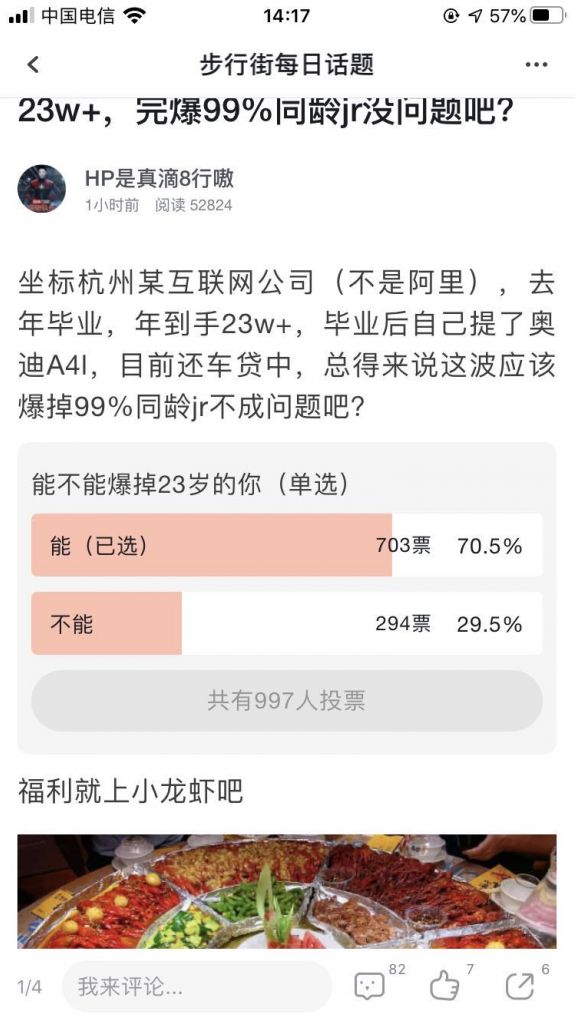 中国电信
14:17
57%
步行街每日话题
23w+，完爆99%同龄jr没问题吧？
HP是真滴8行嗷
1小时前 阅读 52824
坐标杭州某互联网公司（不是阿里），去
年毕业，年到手23w+，毕业后自己提了奥
迪A4l，目前还车贷中，总得来说这波应该
爆掉99%同龄jr不成问题吧？
能不能爆掉23岁的你（单选）
能（已选） 703票 70.5%
不能 294票 29.5%
共有997人投票
福利就上小龙虾吧
1/4 我来评论... 82 7 6